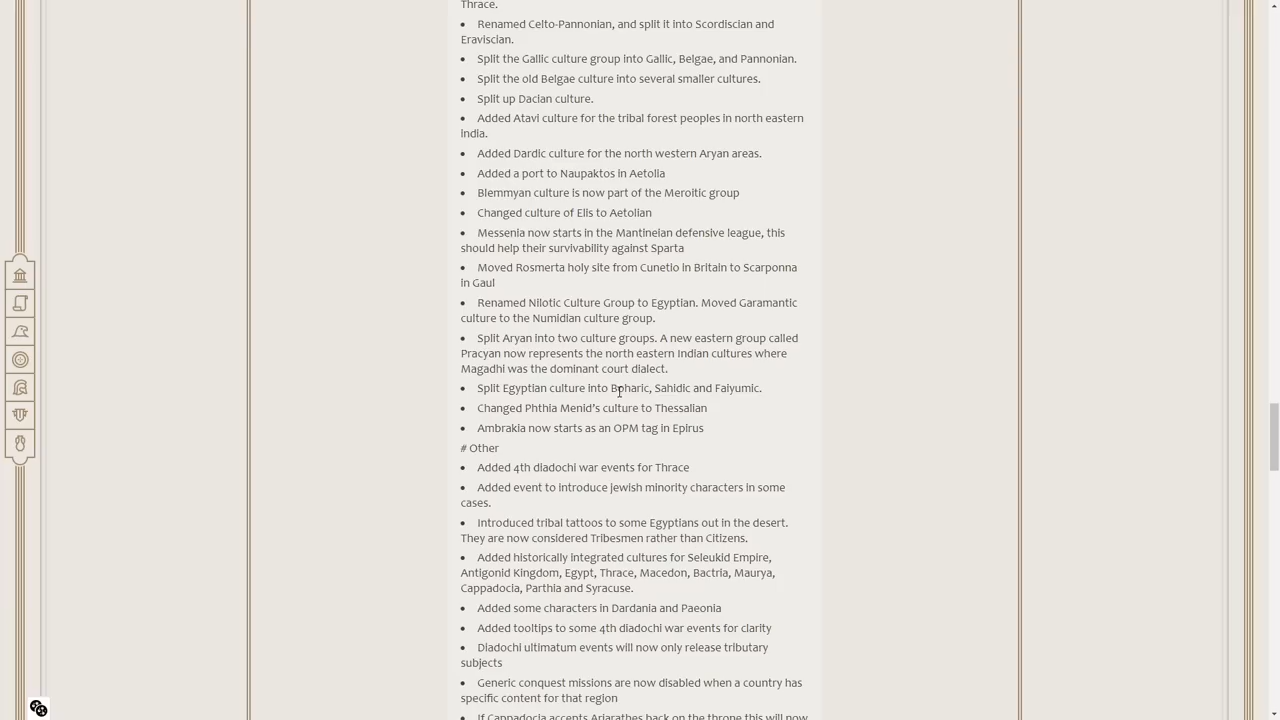 Thrace.
• Renamed Celto-Pannonian, and split it into Scordiscian and
Eraviscian.
• Split the Gallic culture group into Gallic, Belgae, and Pannonian.
• Split the old Belgae culture into several smaller cultures.
• Split up Dacian culture.
• Added Atavi culture for the tribal forest peoples in north eastern
India.
• Added Dardic culture for the north western Aryan areas.
• Added a port to Naupaktos in Aetolia
• Blemmyan culture is now part of the Meroitic group
• Changed culture of Elis to Aetolian
• Messenia now starts in the Mantineian defensive league, this
should help their survivability against Sparta
• Moved Rosmerta holy site from Cunetio in Britain to Scarponna
in Gaul
• Renamed Nilotic Culture Group to Egyptian. Moved Garamantic
culture to the Numidian culture group.
• Split Aryan into two culture groups. A new eastern group called
Pracyan now represents the north eastern Indian cultures where
Magadhi was the dominant court dialect.
• Split Egyptian culture into Boharic, Sahidic and Faiyumic.
• Changed Phthia Menid's culture to Thessalian
• Ambrakia now starts as an OPM tag in Epirus
# Other
• Added 4th diadochi war events for Thrace
• Added event to introduce jewish minority characters in some
cases.
• Introduced tribal tattoos to some Egyptians out in the desert.
They are now considered Tribesmen rather than Citizens.
• Added historically integrated cultures for Seleukid Empire,
Antigonid Kingdom, Egypt, Thrace, Macedon, Bactria, Maurya,
Cappadocia, Parthia and Syracuse.
• Added some characters in Dardania and Paeonia
• Added tooltips to some 4th diadochi war events for clarity
• Diadochi ultimatum events will now only release tributary
subjects
• Generic conquest missions are now disabled when a country has
specific content for that region
• If Cappadocia accepts Ariarathes back on the throne this will now